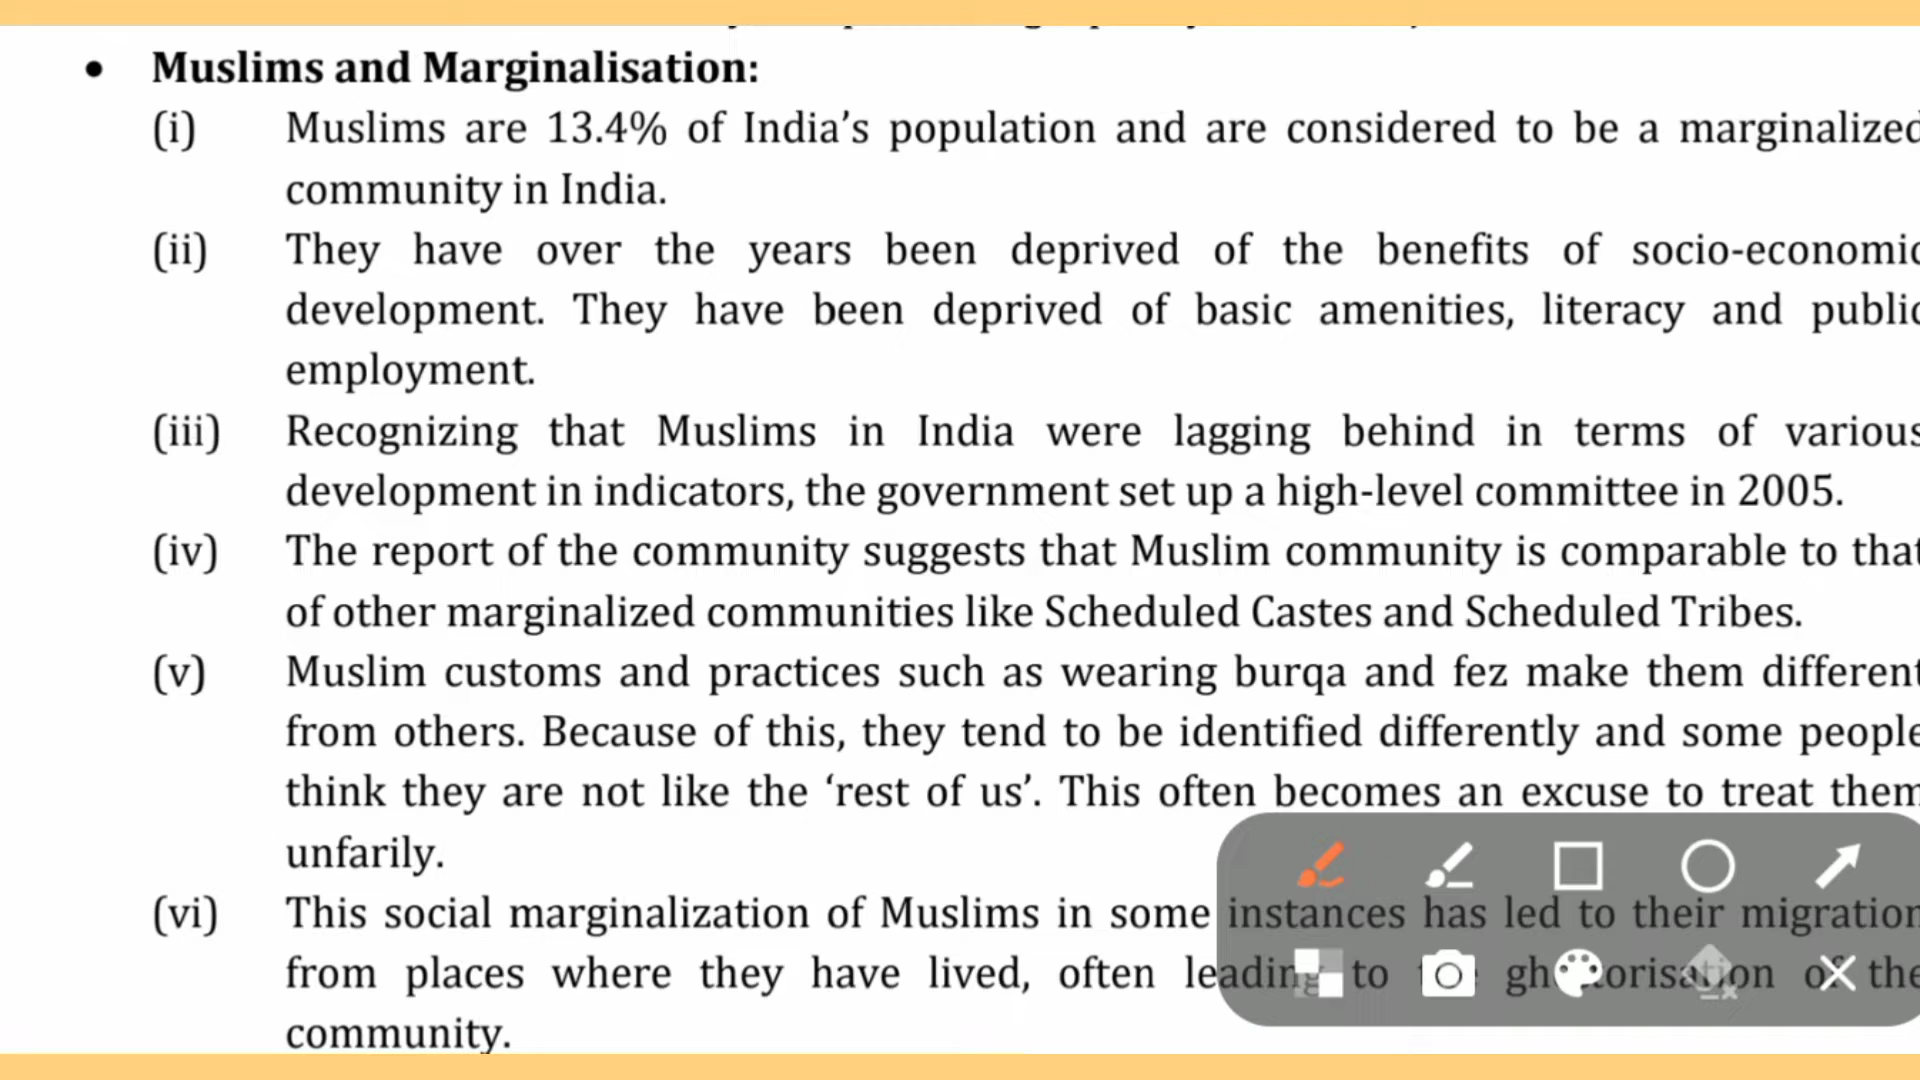 • Muslims and Marginalisation:
(i) Muslims are 13.4% of India’s population and are considered to be a marginalized
community in India.
(ii) They have over the years been deprived of the benefits of socio-economic
development. They have been deprived of basic amenities, literacy and public
employment.
(iii) Recognizing that Muslims in India were lagging behind in terms of various
development in indicators, the government set up a high-level committee in 2005.
(iv) The report of the community suggests that Muslim community is comparable to that
of other marginalized communities like Scheduled Castes and Scheduled Tribes.
(v) Muslim customs and practices such as wearing burqa and fez make them different
from others. Because of this, they tend to be identified differently and some people
think they are not like the ‘rest of us’. This often becomes an excuse to treat them
unfarily.
(vi) This social marginalization of Muslims in some instances has led to their migration
from places where they have lived, often leading to ghettorisation of the
community.